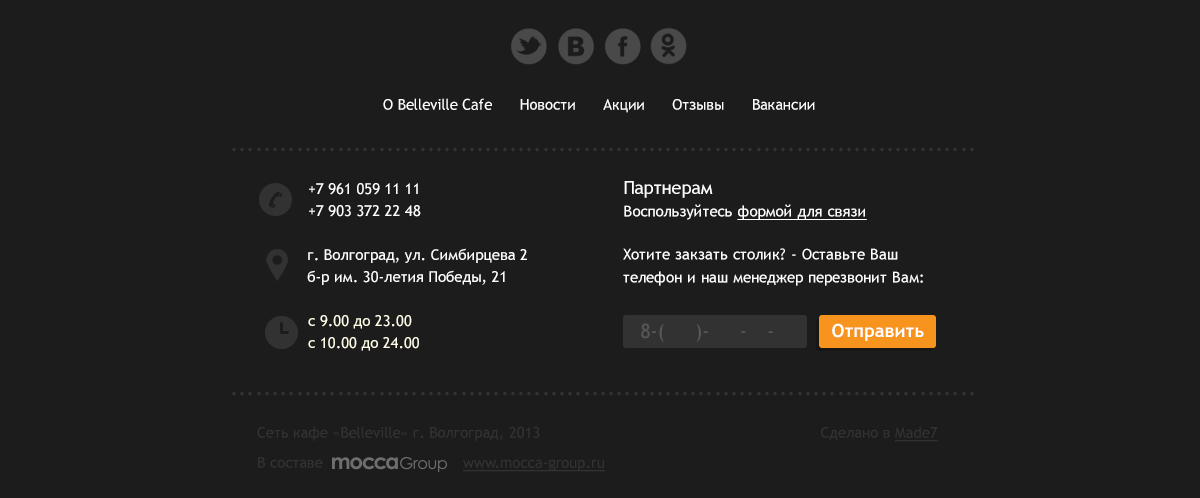 О Belleville Cafe Новости Акции Отзывы Вакансии
+7 961 059 11 11
+7 903 372 22 48
г. Волгоград, ул. Симбирцева 2
б-р им. 30-летия Победы, 21
с 9.00 до 23.00
с 10.00 до 24.00
Партнерам
Воспользуйтесь формой для связи
Хотите закзать столик? - Оставьте Ваш
телефон и наш менеджер перезвонит Вам:
8-( )- - -
Отправить
Сеть кафе «Belleville» г. Волгоград, 2013
Сделано в Made7
В составе moccaGroup www.mocca-group.ru